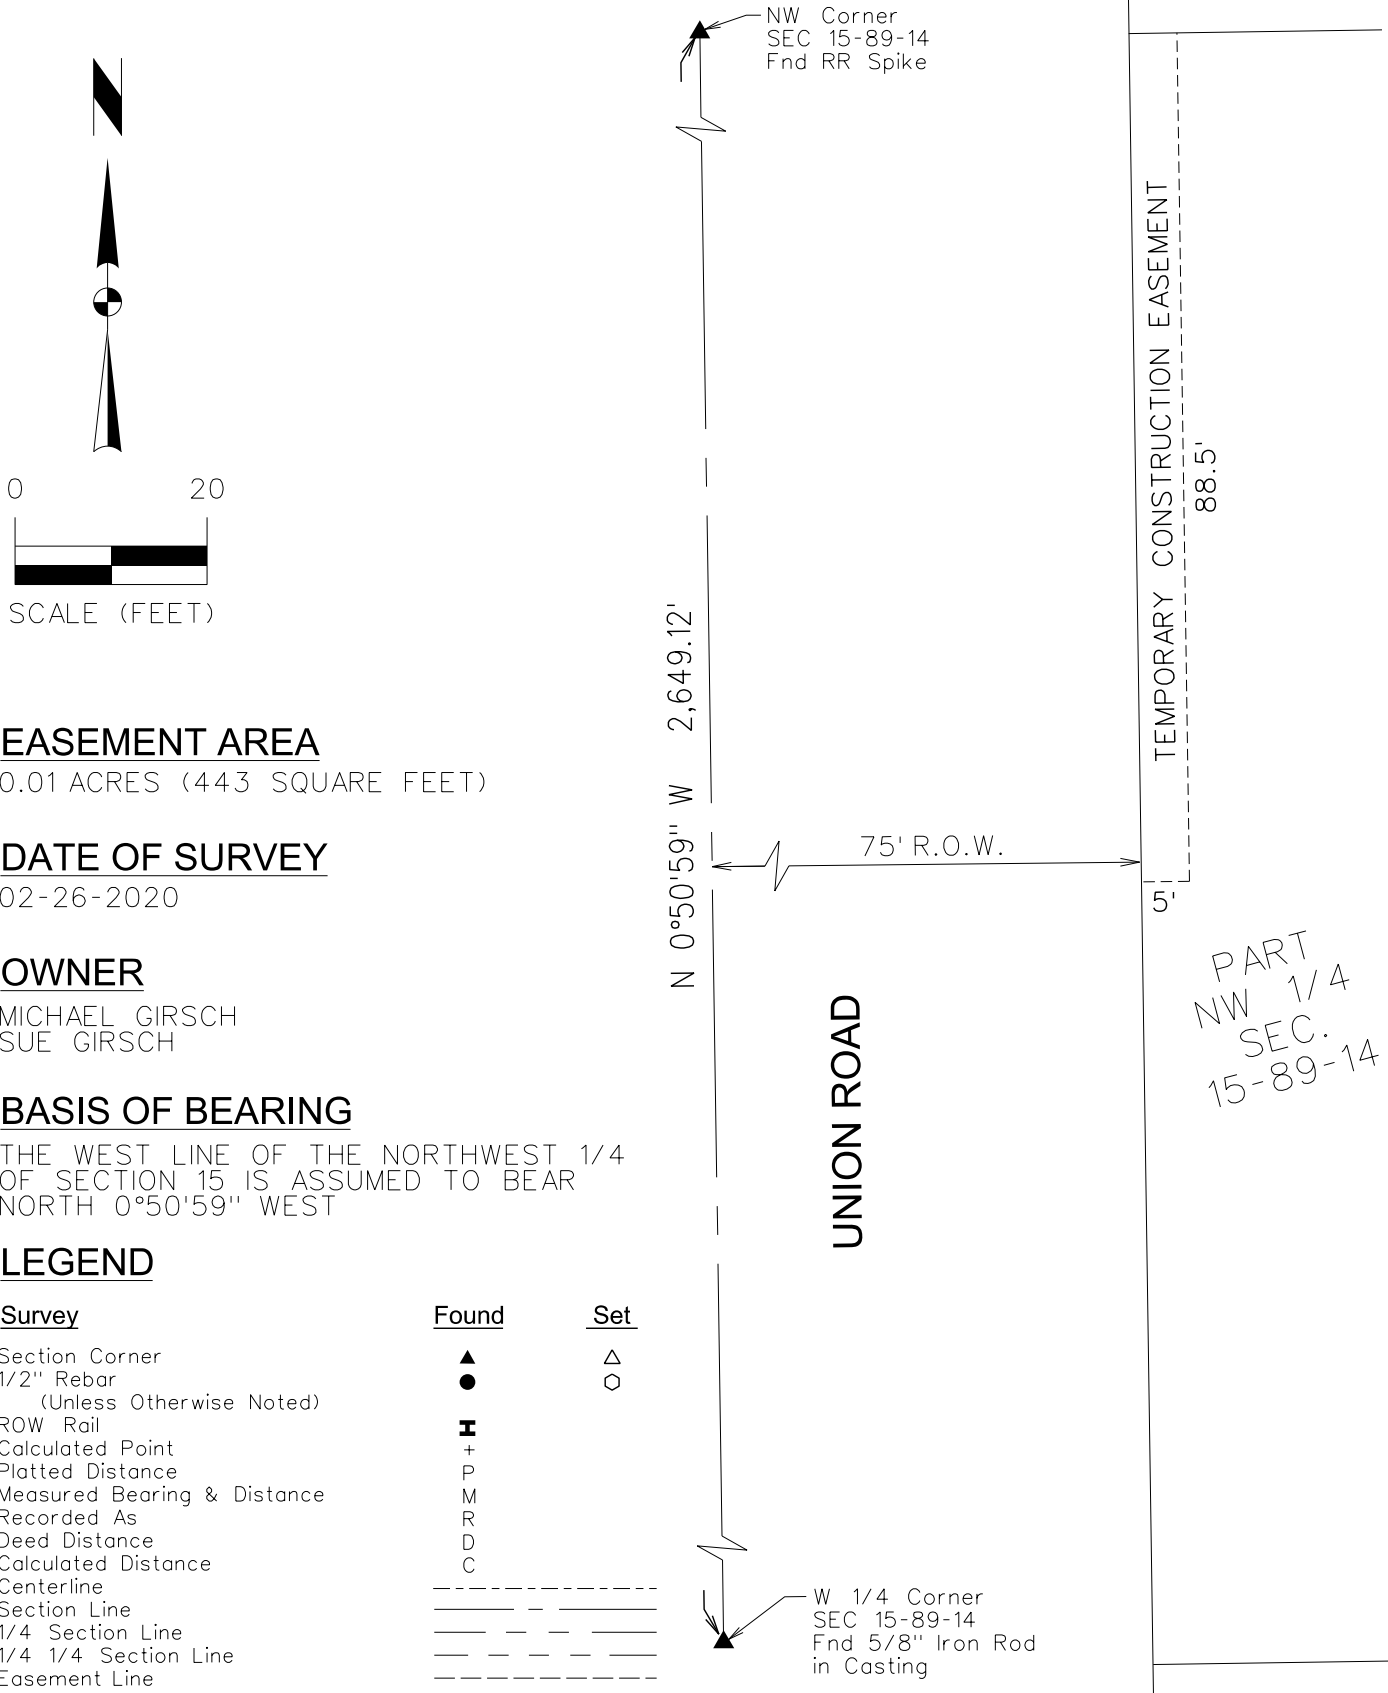 NW Corner
SEC 15-89-14
Fnd RR Spike
N
0 20
SCALE (FEET)
EASEMENT AREA
0.01 ACRES (443 SQUARE FEET)
DATE OF SURVEY
02-26-2020
OWNER
MICHAEL GIRSCH
SUE GIRSCH
BASIS OF BEARING
THE WEST LINE OF THE NORTHWEST 1/4
OF SECTION 15 IS ASSUMED TO BEAR
NORTH 0°50'59" WEST
LEGEND
Survey Found Set
Section Corner
1/2" Rebar
(Unless Otherwise Noted)
ROW Rail
Calculated Point +
Platted Distance P
Measured Bearing & Distance M
Recorded As R
Deed Distance D
Calculated Distance C
Centerline
Section Line
1/4 Section Line
1/4 1/4 Section Line
Easement Line
N 0°50'59" W 2,649.12'
75' R.O.W.
UNION ROAD
TEMPORARY CONSTRUCTION EASEMENT
88.5'
5'
PART
NW 1/4
SEC.
15-89-14
W 1/4 Corner
SEC 15-89-14
Fnd 5/8" Iron Rod
in Casting